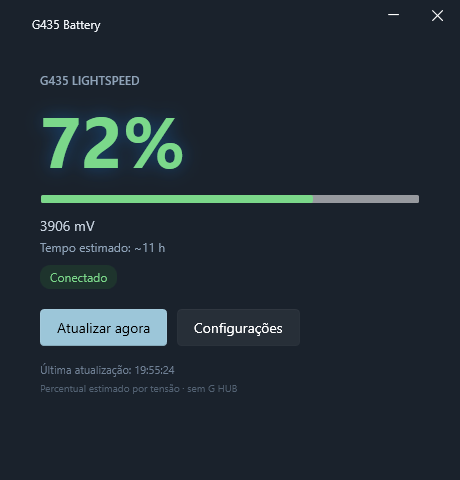 G435 Battery
G435 LIGHTSPEED
72%
3906 mV
Tempo estimado: ~11 h
Conectado
Atualizar agora
Configurações
Última atualização: 19:55:24
Percentual estimado por tensão · sem G HUB